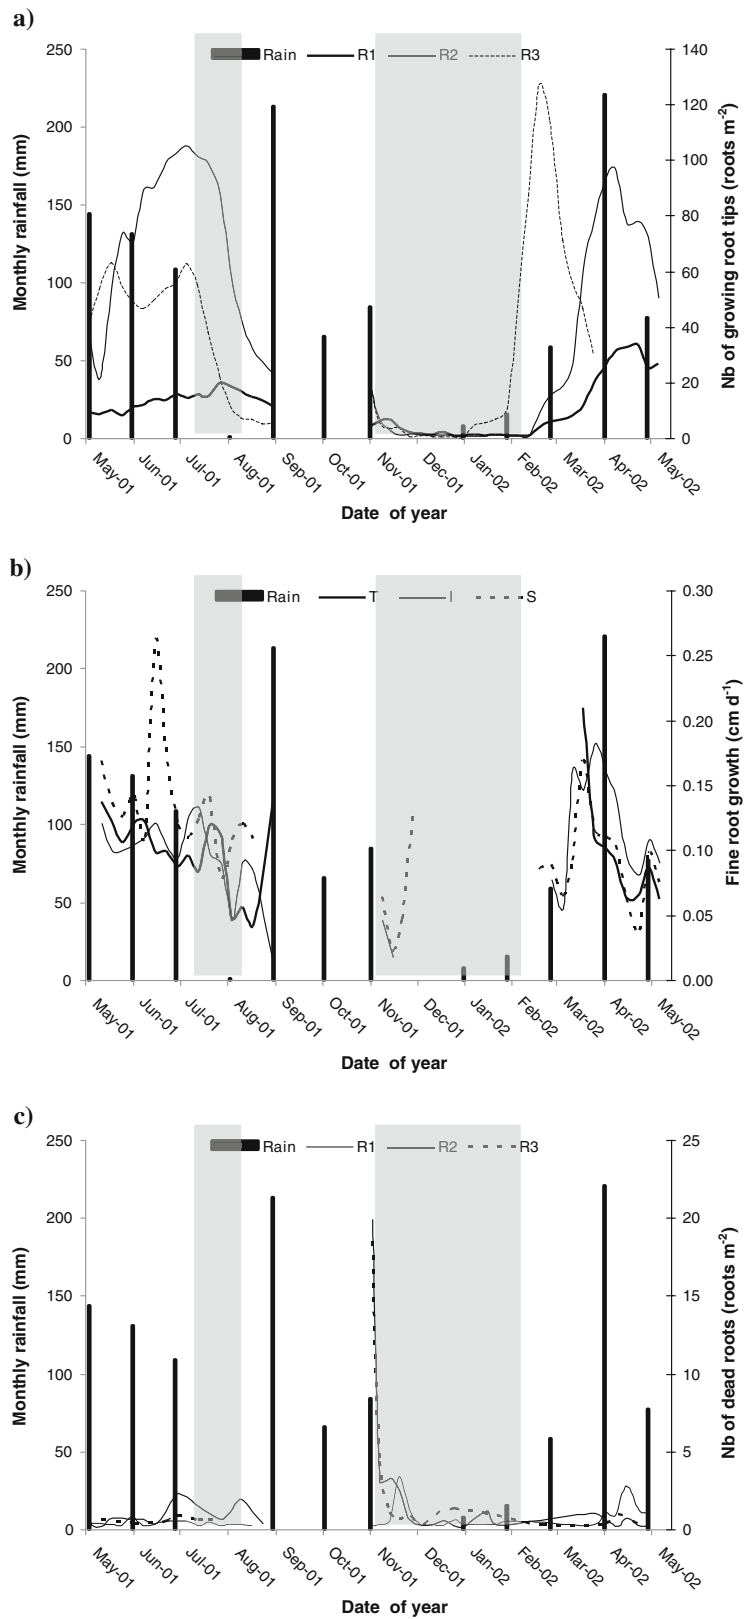 a)
250
200
150
100
50
0
Monthly rainfall (mm)
Rain R1 R2 R3
140
120
100
80
60
40
20
0
Nb of growing root tips (roots m-2)
May-01 Jun-01 Jul-01 Aug-01 Sep-01 Oct-01 Nov-01 Dec-01 Jan-02 Feb-02 Mar-02 Apr-02 May-02
Date of year
b)
250
200
150
100
50
0
Monthly rainfall (mm)
Rain T I S
0.30
0.25
0.20
0.15
0.10
0.05
0.00
Fine root growth (cm d-1)
May-01 Jun-01 Jul-01 Aug-01 Sep-01 Oct-01 Nov-01 Dec-01 Jan-02 Feb-02 Mar-02 Apr-02 May-02
Date of year
c)
250
200
150
100
50
0
Monthly rainfall (mm)
Rain R1 R2 R3
25
20
15
10
5
0
Nb of dead roots (roots m-2)
May-01 Jun-01 Jul-01 Aug-01 Sep-01 Oct-01 Nov-01 Dec-01 Jan-02 Feb-02 Mar-02 Apr-02 May-02
Date of year